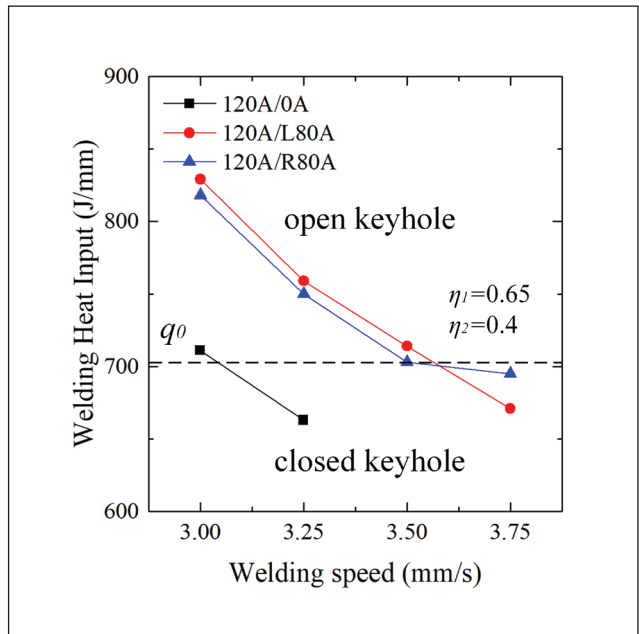 900
800
700
600
Welding Heat Input (J/mm)
120A/0A
120A/L80A
120A/R80A
open keyhole
η1=0.65
η2=0.4
q0
closed keyhole
3.00 3.25 3.50 3.75
Welding speed (mm/s)